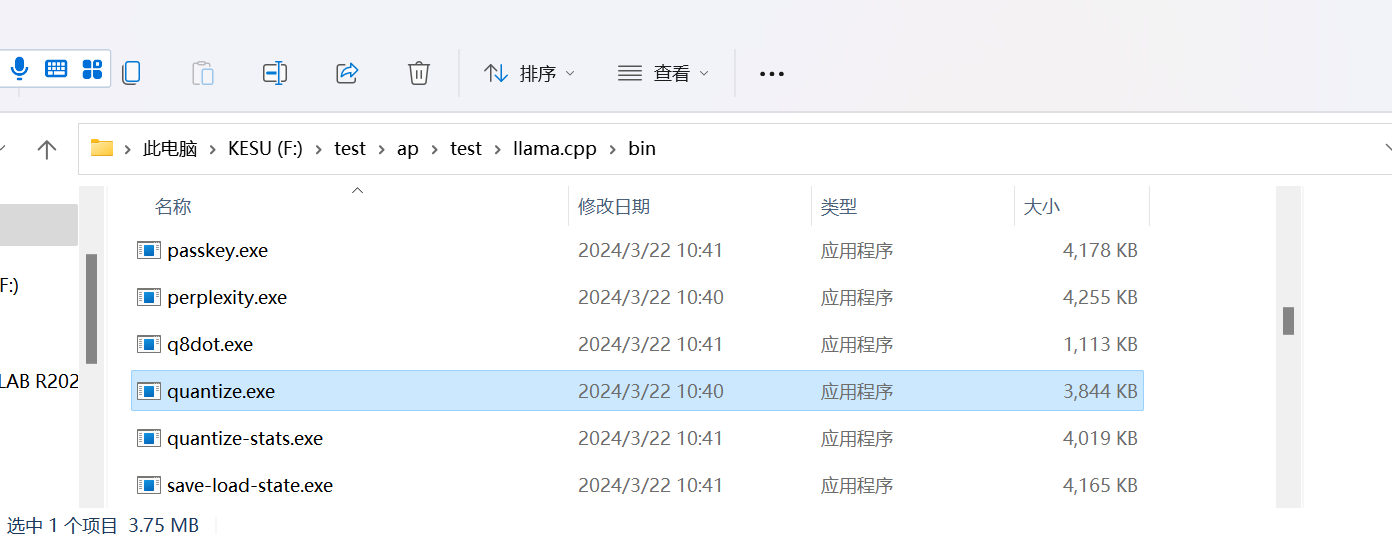 排序 查看
此电脑 KESU (F:) test ap test llama.cpp bin
名称 修改日期 类型 大小
passkey.exe 2024/3/22 10:41 应用程序 4,178 KB
perplexity.exe 2024/3/22 10:40 应用程序 4,255 KB
F:)
q8dot.exe 2024/3/22 10:41 应用程序 1,113 KB
LAB R202
quantize.exe 2024/3/22 10:40 应用程序 3,844 KB
quantize-stats.exe 2024/3/22 10:41 应用程序 4,019 KB
save-load-state.exe 2024/3/22 10:41 应用程序 4,165 KB
选中 1 个项目 3.75 MB